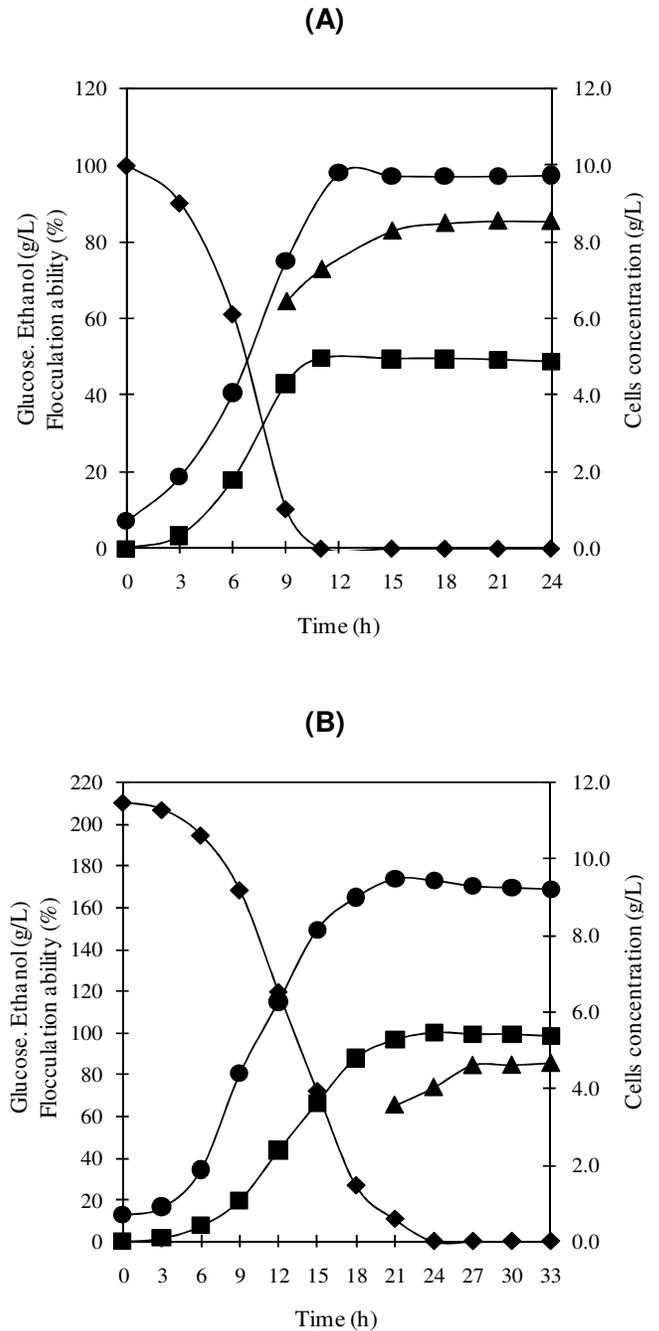 (A)
120
100
80
60
40
20
0
Glucose. Ethanol (g/L)
Flocculation ability (%)
12.0
10.0
8.0
6.0
4.0
2.0
0.0
Cells concentration (g/L)
0 3 6 9 12 15 18 21 24
Time (h)
(B)
220
200
180
160
140
120
100
80
60
40
20
0
Glucose. Ethanol (g/L)
Flocculation ability (%)
12.0
10.0
8.0
6.0
4.0
2.0
0.0
Cells concentration (g/L)
0 3 6 9 12 15 18 21 24 27 30 33
Time (h)